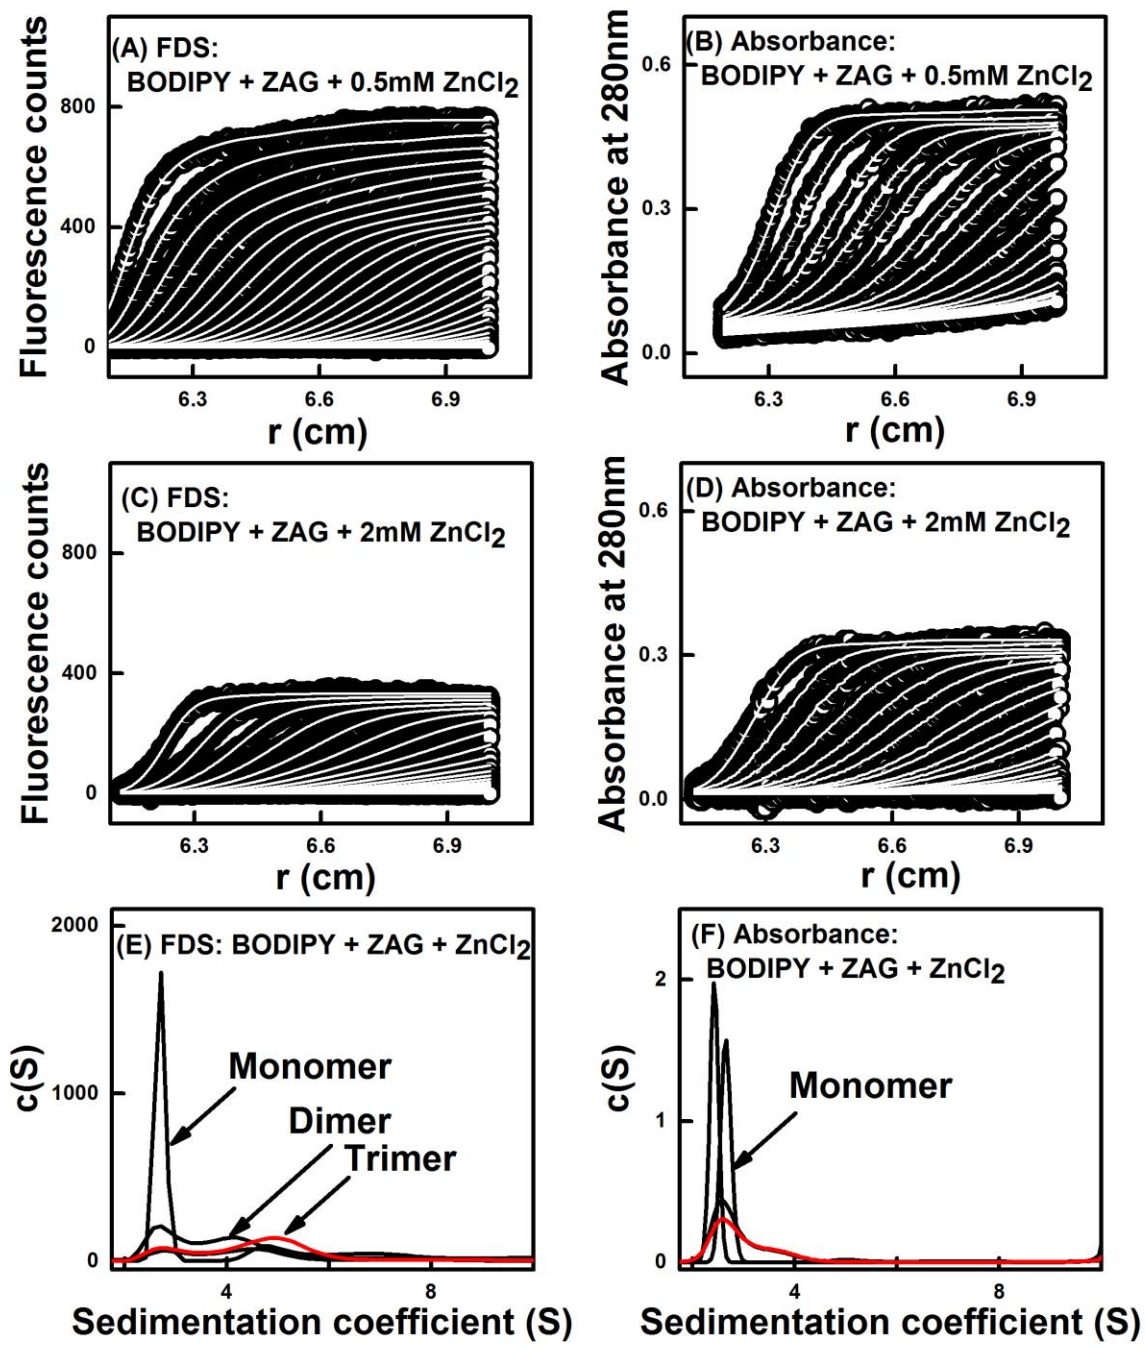 (A) FDS:
BODIPY + ZAG + 0.5mM ZnCl2
Fluorescence counts
800
400
0
6.3 6.6 6.9
r (cm)
(B) Absorbance:
BODIPY + ZAG + 0.5mM ZnCl2
Absorbance at 280nm
0.6
0.3
0.0
6.3 6.6 6.9
r (cm)
(C) FDS:
BODIPY + ZAG + 2mM ZnCl2
Fluorescence counts
800
400
0
6.3 6.6 6.9
r (cm)
(D) Absorbance:
BODIPY + ZAG + 2mM ZnCl2
Absorbance at 280nm
0.6
0.3
0.0
6.3 6.6 6.9
r (cm)
(E) FDS: BODIPY + ZAG + ZnCl2
c(S)
2000
1000
0
Monomer
Dimer
Trimer
4 8
Sedimentation coefficient (S)
(F) Absorbance:
BODIPY + ZAG + ZnCl2
c(S)
2
1
0
Monomer
4 8
Sedimentation coefficient (S)